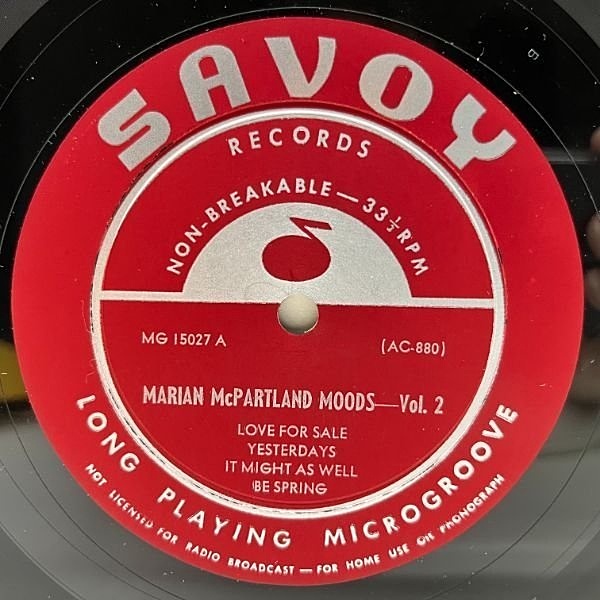 SAVOY
RECORDS
NON-BREAKABLE — 33⅓ RPM
MG 15027 A (AC-880)
MARIAN McPARTLAND MOODS—Vol. 2
LOVE FOR SALE
YESTERDAYS
IT MIGHT AS WELL
BE SPRING
LONG PLAYING MICROGROOVE
NOT LICENSED FOR RADIO BROADCAST — FOR HOME USE ON PHONOGRAPH